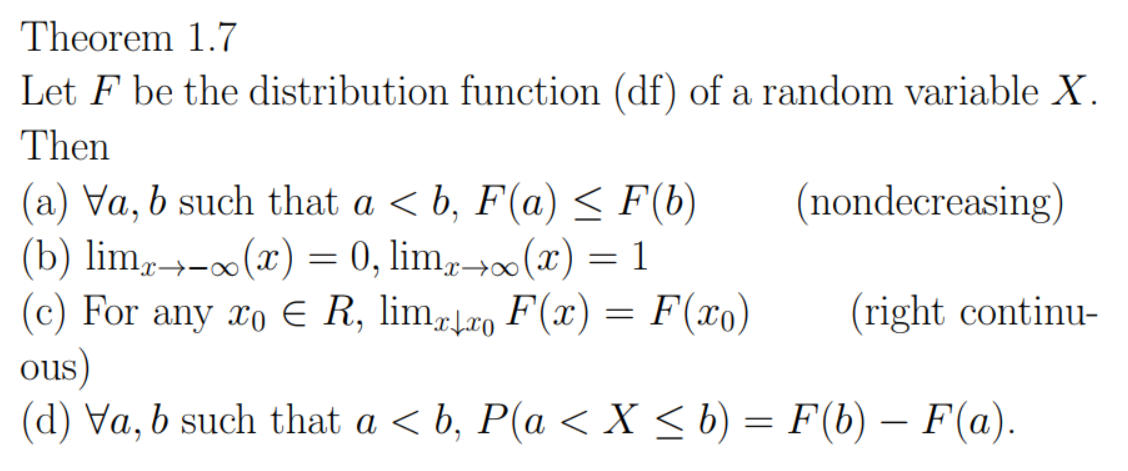 Theorem 1.7
Let F be the distribution function (df) of a random variable X.
Then
(a) ∀a, b such that a < b, F(a) ≤ F(b) (nondecreasing)
(b) lim_{x→−∞}(x) = 0, lim_{x→∞}(x) = 1
(c) For any x₀ ∈ R, lim_{x↓x₀} F(x) = F(x₀) (right continu-
ous)
(d) ∀a, b such that a < b, P(a < X ≤ b) = F(b) − F(a).